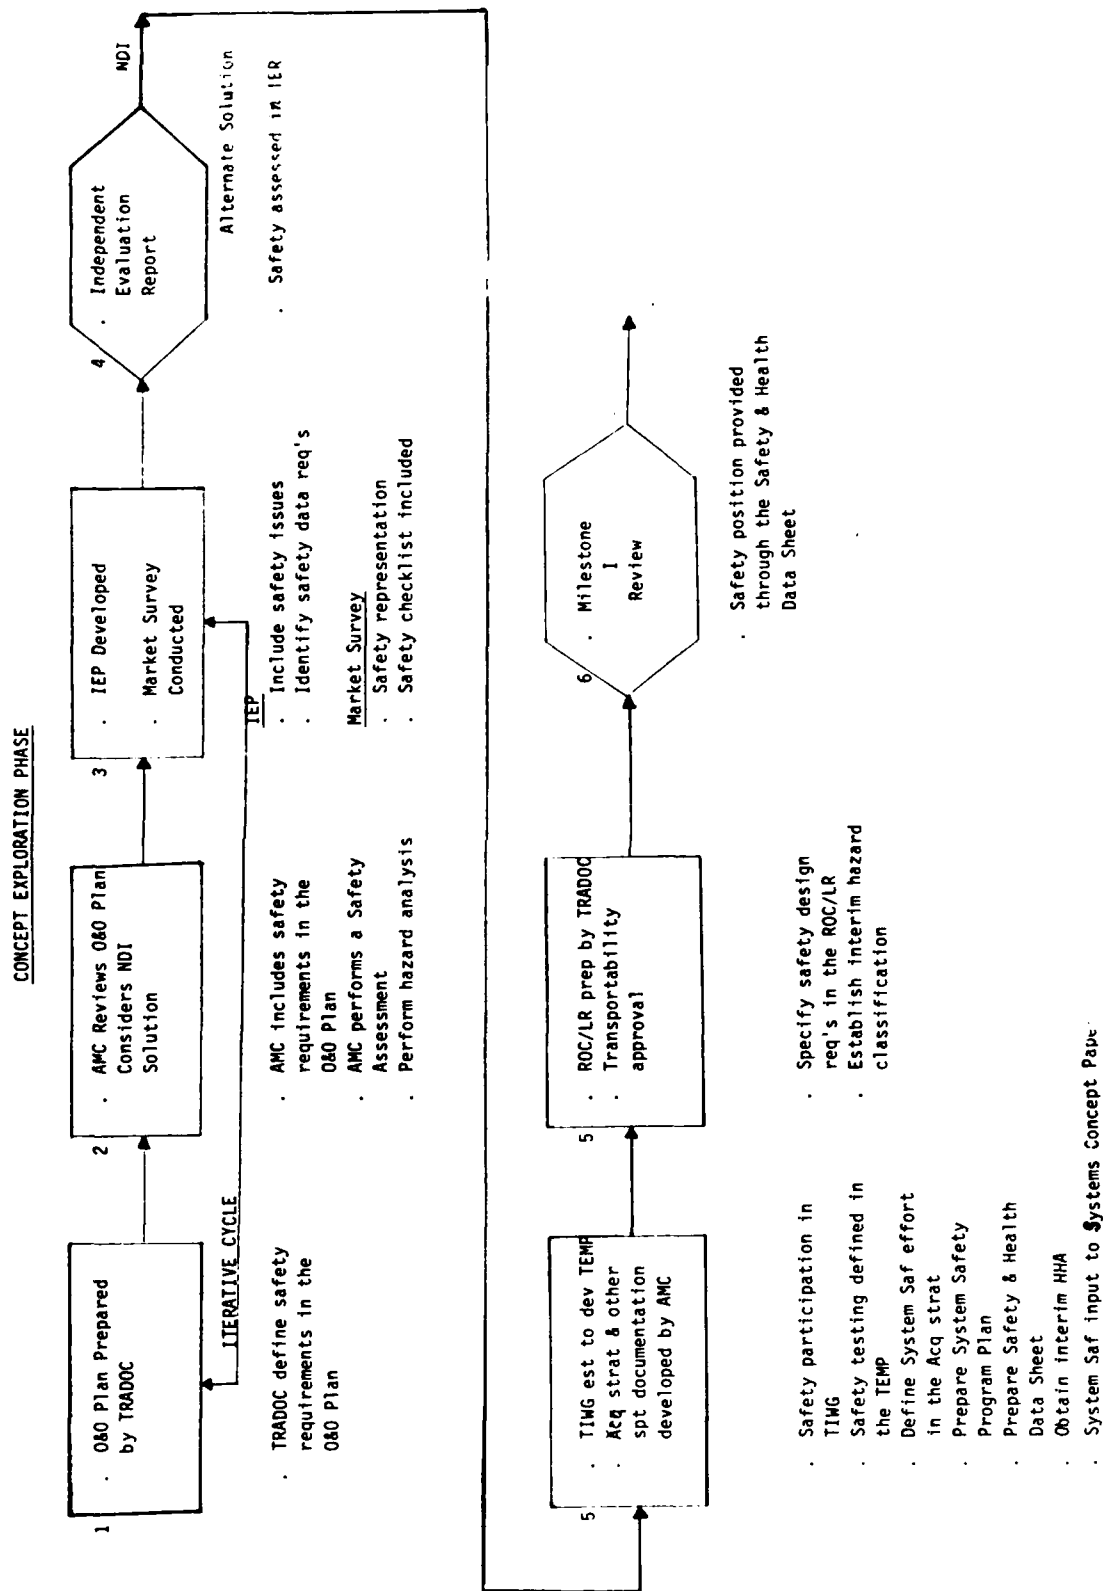 CONCEPT EXPLORATION PHASE
1
. O&O Plan Prepared
by TRADOC
2
. AMC Reviews O&O Plan
Considers NDI
. Solution
3
. IEP Developed
. Market Survey
Conducted
4
. Independent
Evaluation
Report
NDI
Alternate Solution
ITERATIVE CYCLE
. TRADOC define safety
requirements in the
O&O Plan
. AMC includes safety
requirements in the
O&O Plan
. AMC performs a Safety
Assessment
. Perform hazard analysis
IEP
. Include safety issues
. Identify safety data req's
Market Survey
. Safety representation
. Safety checklist included
. Safety assessed in IER
5
. TIWG est to dev TEMP
. Acq strat & other
spt documentation
developed by AMC
5
. ROC/LR prep by TRADOC
. Transportability
approval
6
. Milestone
I
Review
. Safety participation in
TIWG
. Safety testing defined in
the TEMP
. Define System Saf effort
in the Acq strat
. Prepare System Safety
Program Plan
. Prepare Safety & Health
Data Sheet
. Obtain interim HHA
. System Saf input to Systems Concept Paper
. Specify safety design
req's in the ROC/LR
. Establish interim hazard
classification
. Safety position provided
through the Safety & Health
Data Sheet